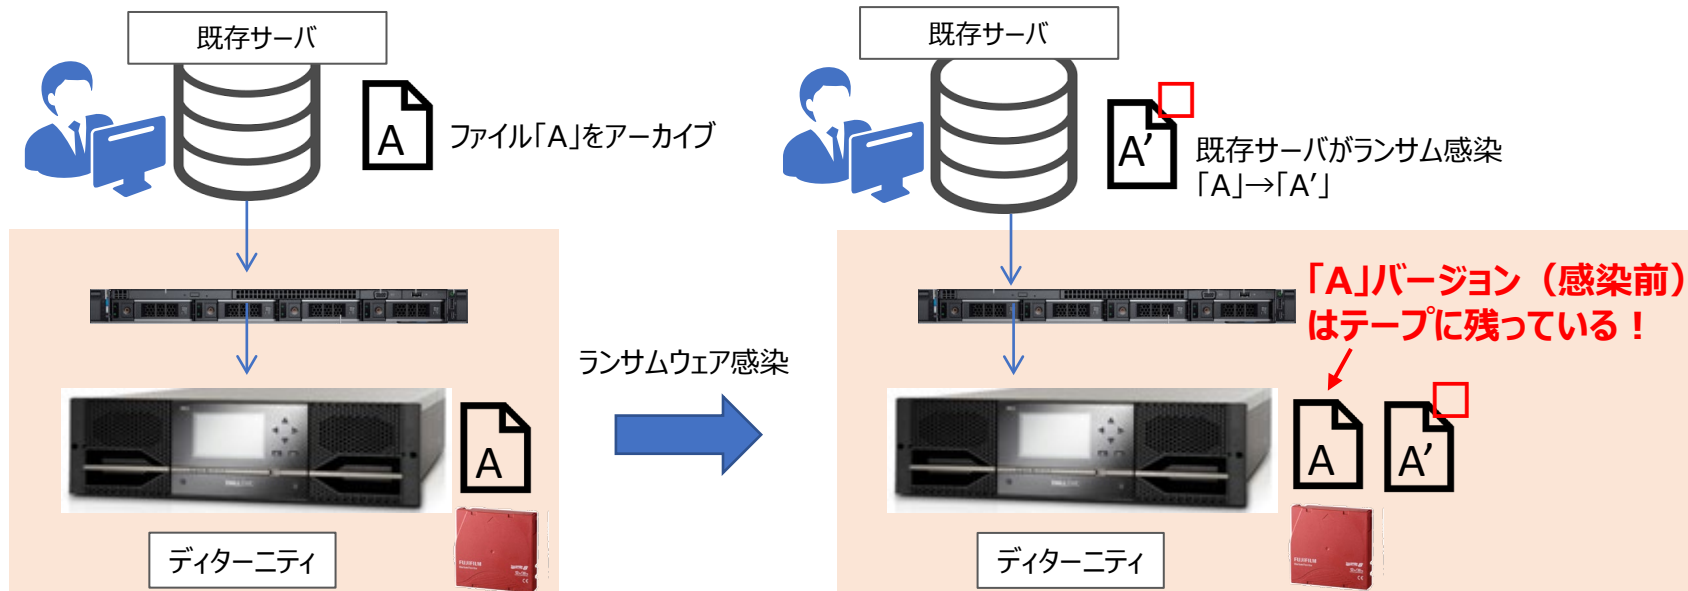 既存サーバ
A
ファイル「A」をアーカイブ
A
ディターニティ
FUJIFILM
ランサムウェア感染
既存サーバ
A’
既存サーバがランサム感染
「A」→「A’」
「A」バージョン（感染前）
はテープに残っている！
A
A’
ディターニティ
FUJIFILM